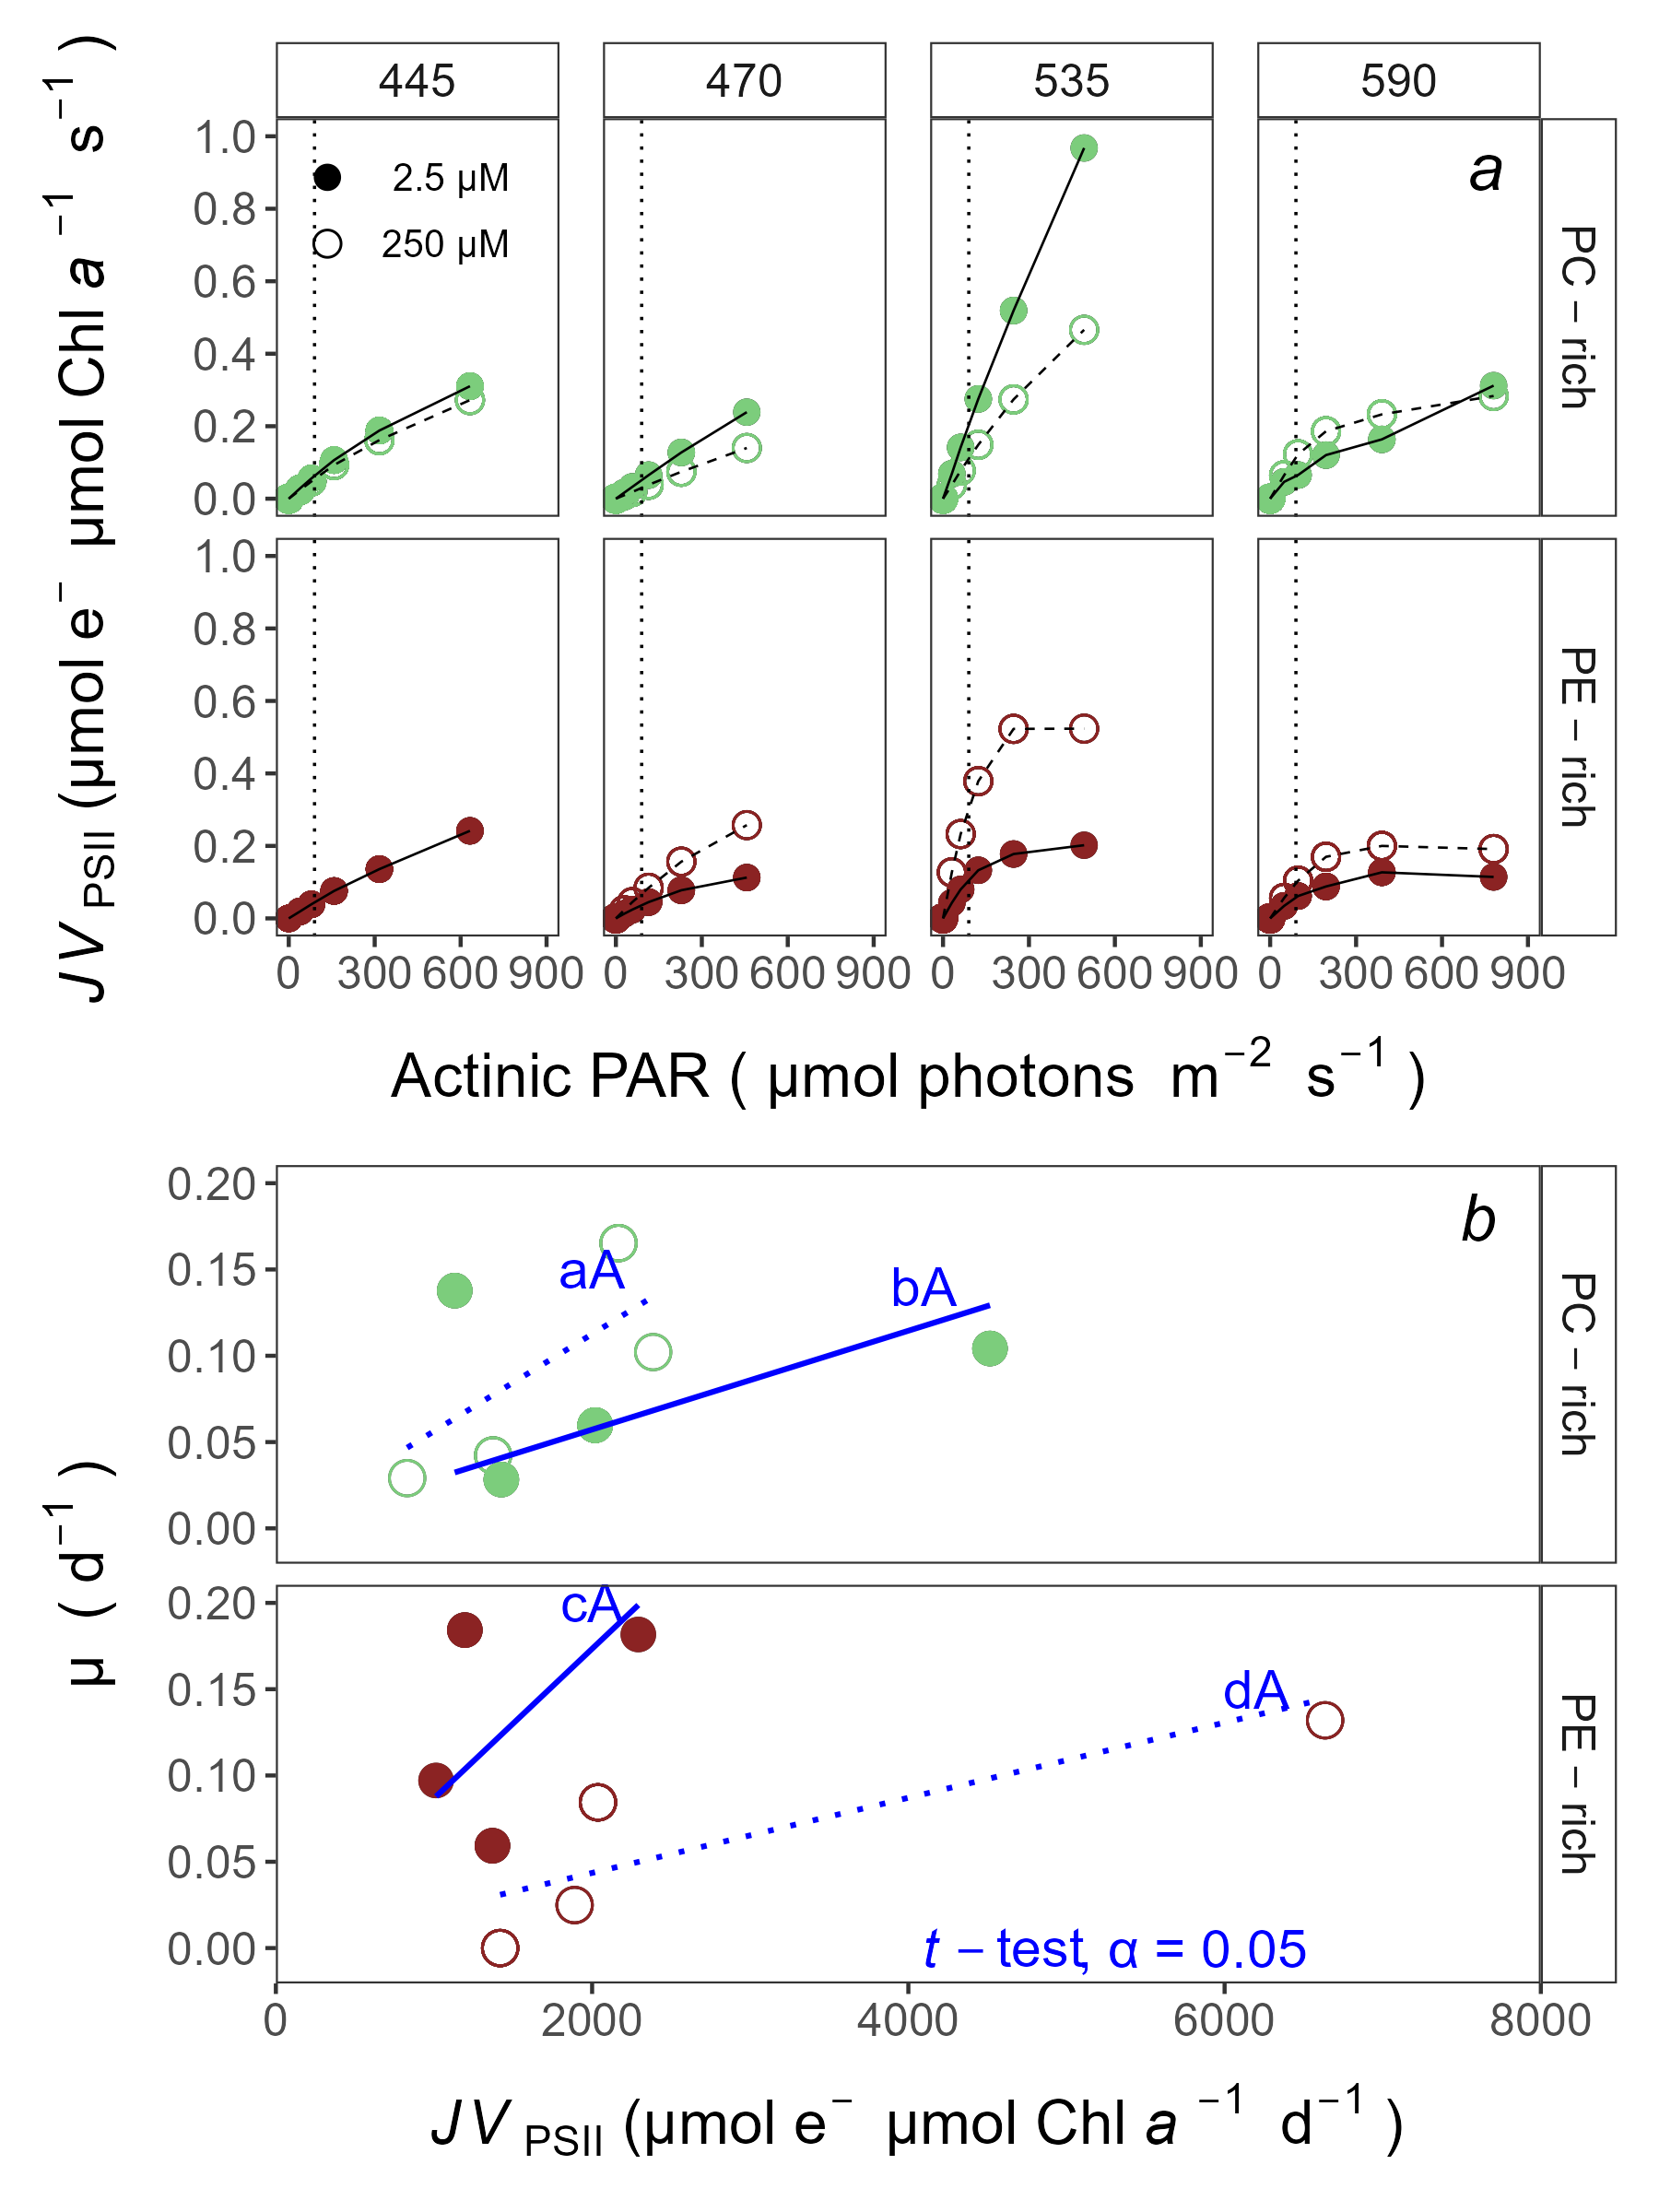 445 470 535 590
JV PSII (μmol e⁻ μmol Chl a ⁻¹ s⁻¹ )
1.0
0.8
0.6
0.4
0.2
0.0
2.5 μM
250 μM
a
PC – rich
1.0
0.8
0.6
0.4
0.2
0.0
PE – rich
0 300 600 900 0 300 600 900 0 300 600 900 0 300 600 900
Actinic PAR ( μmol photons m⁻² s⁻¹ )
μ ( d⁻¹ )
0.20
0.15
0.10
0.05
0.00
aA
bA
b
PC – rich
0.20
0.15
0.10
0.05
0.00
cA
dA
t – test, α = 0.05
PE – rich
0 2000 4000 6000 8000
JV PSII (μmol e⁻ μmol Chl a ⁻¹ d⁻¹ )